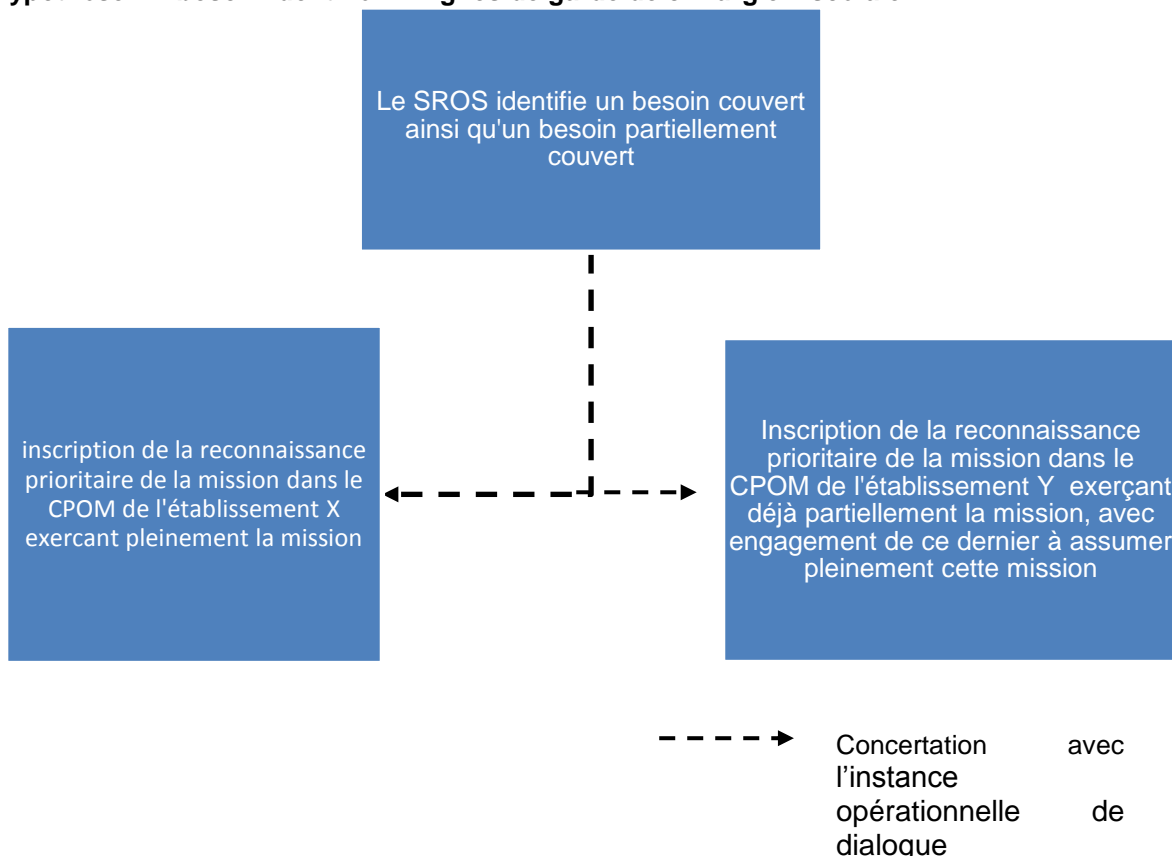 Le SROS identifie un besoin couvert
ainsi qu'un besoin partiellement
couvert
inscription de la reconnaissance
prioritaire de la mission dans le
CPOM de l'établissement X
exercant pleinement la mission
Inscription de la reconnaissance
prioritaire de la mission dans le
CPOM de l'établissement Y exerçant
déjà partiellement la mission, avec
engagement de ce dernier à assumer
pleinement cette mission
Concertation avec
l'instance
opérationnelle de
dialogue